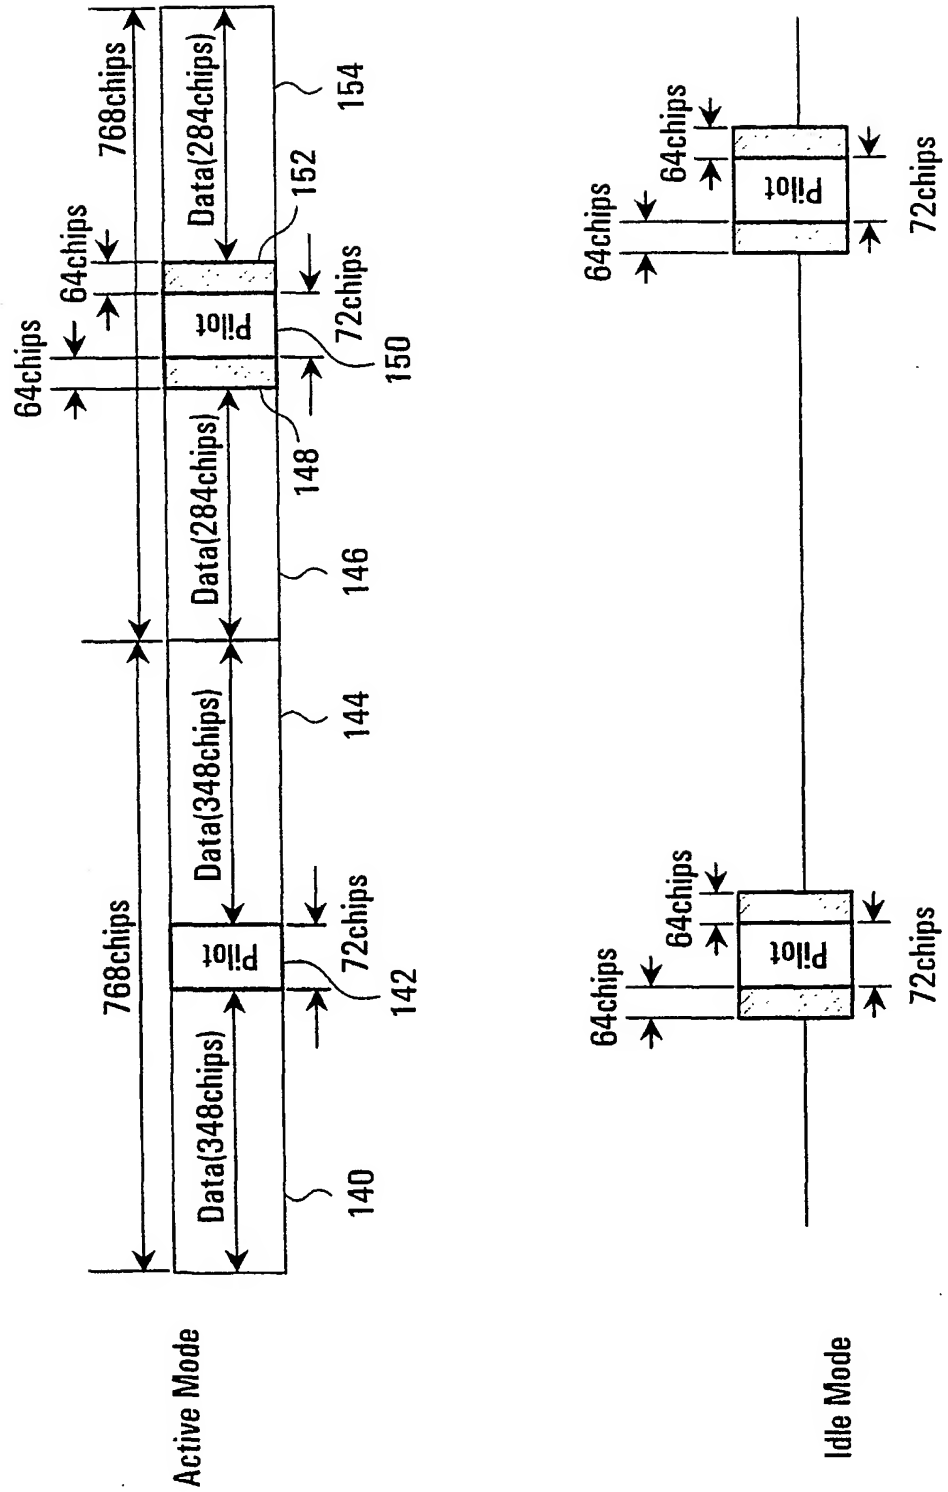 768chips
768chips
64chips
64chips
Data(348chips)
Pilot
Data(348chips)
Data(284chips)
Pilot
Data(284chips)
Active Mode
72chips
72chips
140
142
144
146
148
150
152
154
64chips
64chips
64chips
64chips
Pilot
Pilot
Idle Mode
72chips
72chips